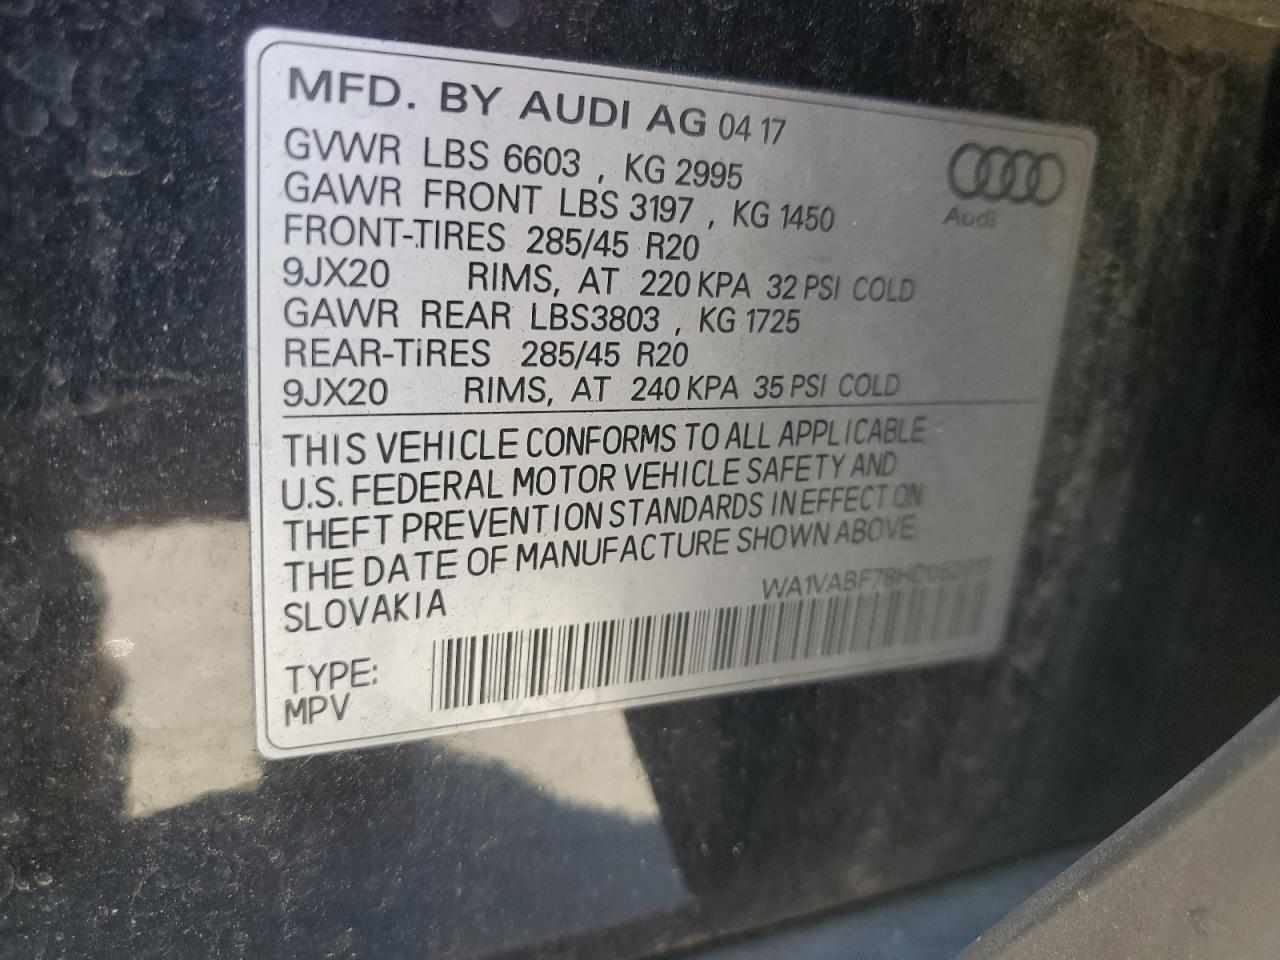 MFD. BY AUDI AG 04 17
GVWR LBS 6603 , KG 2995
GAWR FRONT LBS 3197 , KG 1450
FRONT-TIRES 285/45 R20
9JX20 RIMS, AT 220 KPA 32 PSI COLD
GAWR REAR LBS3803 , KG 1725
REAR-TIRES 285/45 R20
9JX20 RIMS, AT 240 KPA 35 PSI COLD
Audi
THIS VEHICLE CONFORMS TO ALL APPLICABLE
U.S. FEDERAL MOTOR VEHICLE SAFETY AND
THEFT PREVENTION STANDARDS IN EFFECT ON
THE DATE OF MANUFACTURE SHOWN ABOVE.
SLOVAKIA
TYPE:
MPV